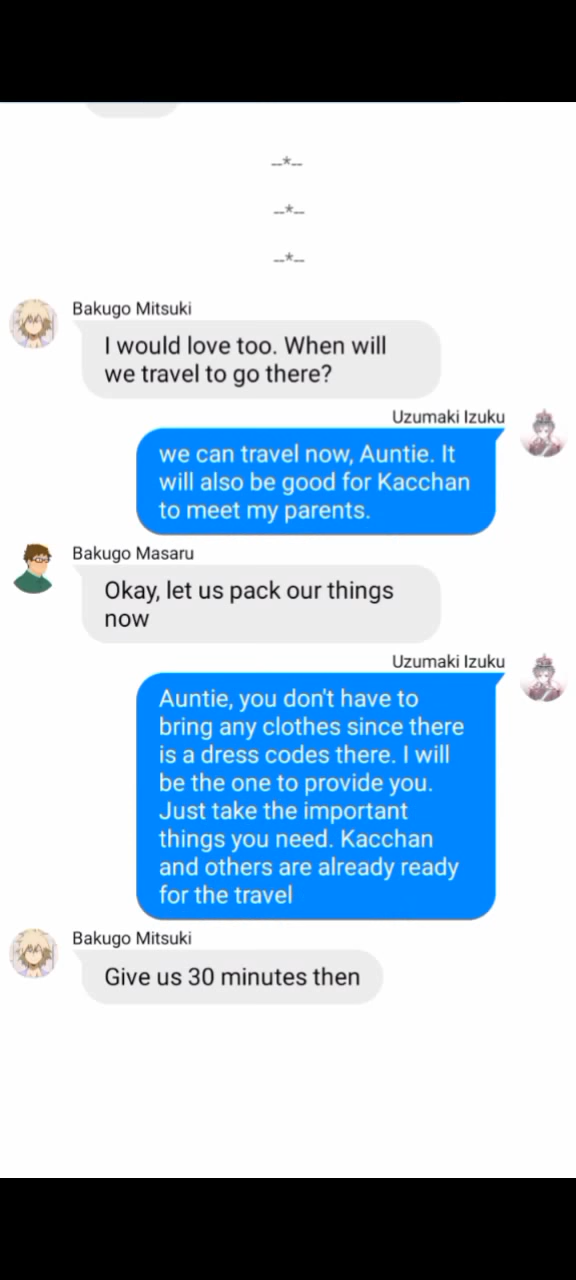 --*--
--*--
--*--
Bakugo Mitsuki
I would love too. When will
we travel to go there?
Uzumaki Izuku
we can travel now, Auntie. It
will also be good for Kacchan
to meet my parents.
Bakugo Masaru
Okay, let us pack our things
now
Uzumaki Izuku
Auntie, you don't have to
bring any clothes since there
is a dress codes there. I will
be the one to provide you.
Just take the important
things you need. Kacchan
and others are already ready
for the travel
Bakugo Mitsuki
Give us 30 minutes then